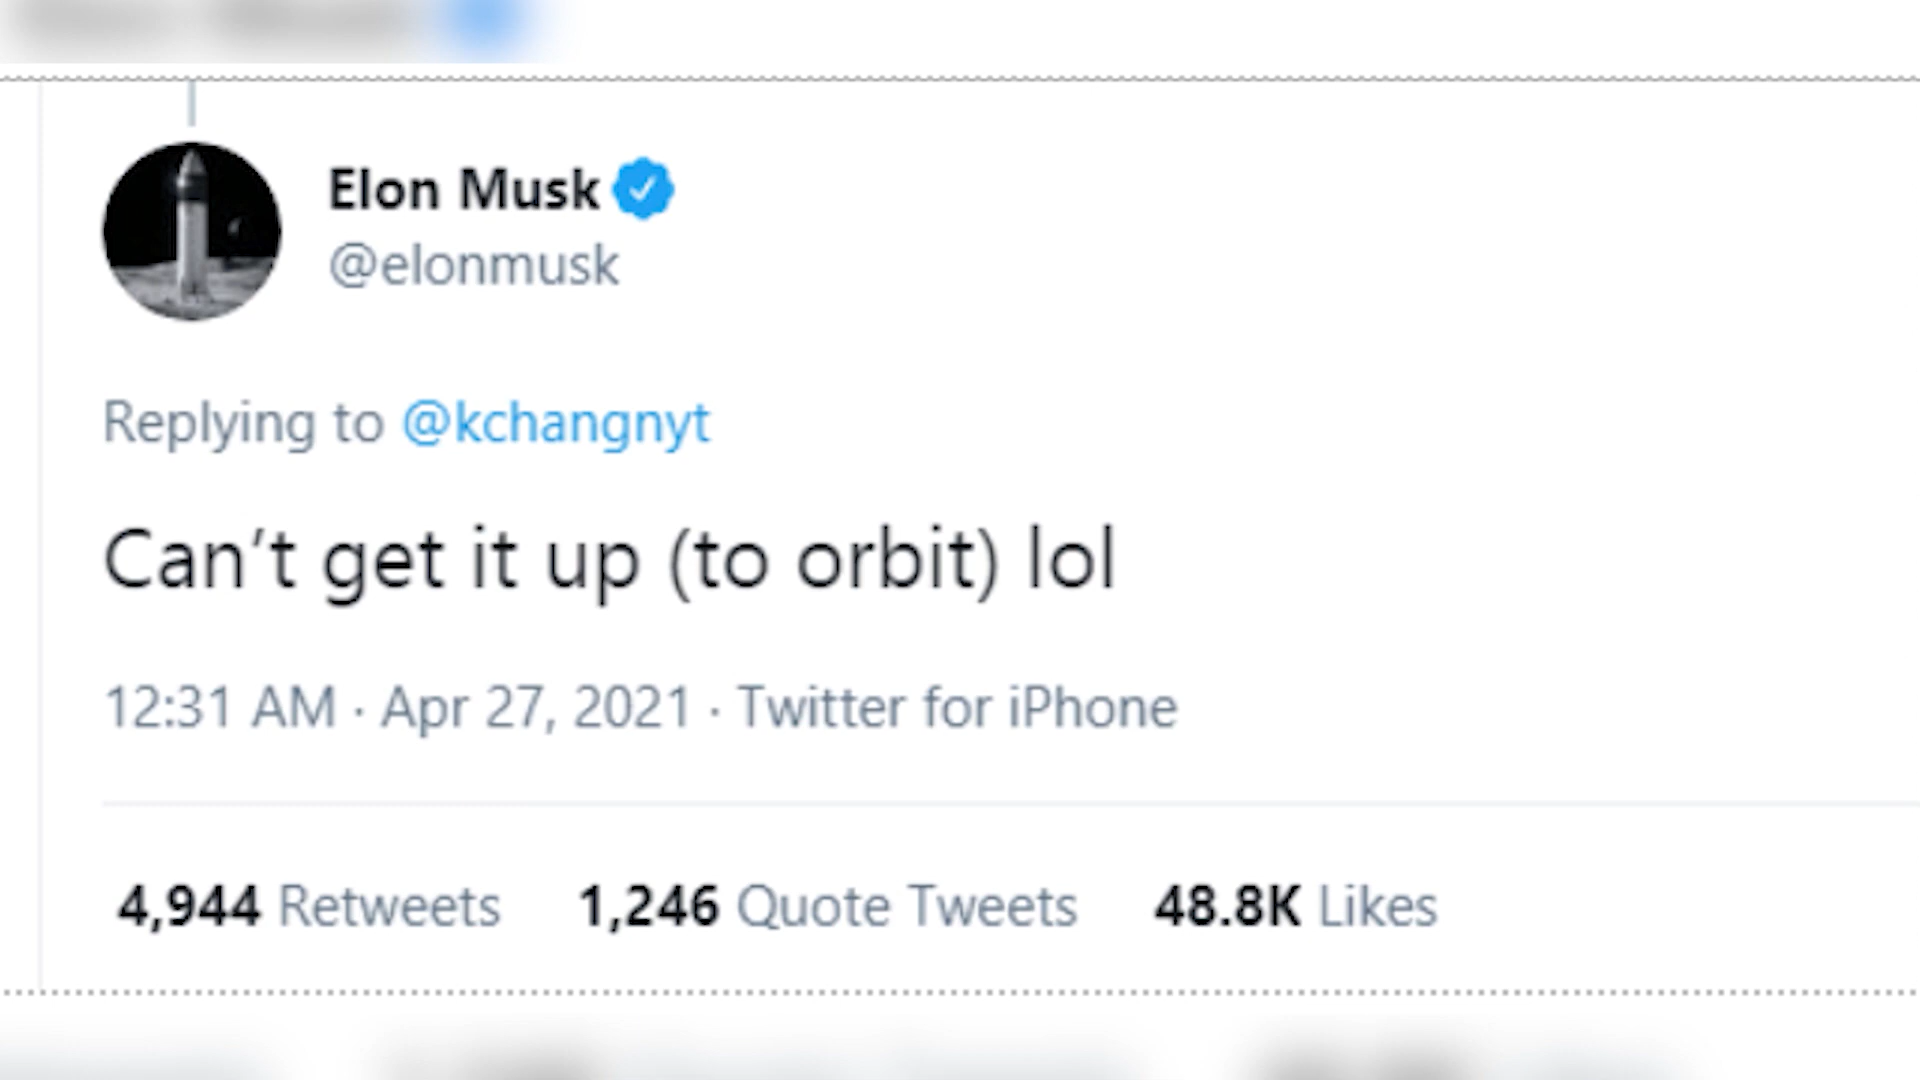 Elon Musk
@elonmusk
Replying to @kchangnyt
Can’t get it up (to orbit) lol
12:31 AM · Apr 27, 2021 · Twitter for iPhone
4,944 Retweets 1,246 Quote Tweets 48.8K Likes